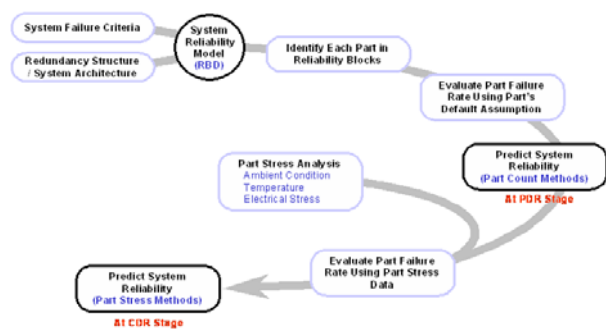 System Failure Criteria
Redundancy Structure
/ System Architecture
System
Reliability
Model
(RBD)
Identify Each Part in
Reliability Blocks
Evaluate Part Failure
Rate Using Part's
Default Assumption
Predict System
Reliability
(Part Count Methods)
At PDR Stage
Part Stress Analysis
Ambient Condition
Temperature
Electrical Stress
Evaluate Part Failure
Rate Using Part Stress
Data
Predict System
Reliability
(Part Stress Methods)
At CDR Stage